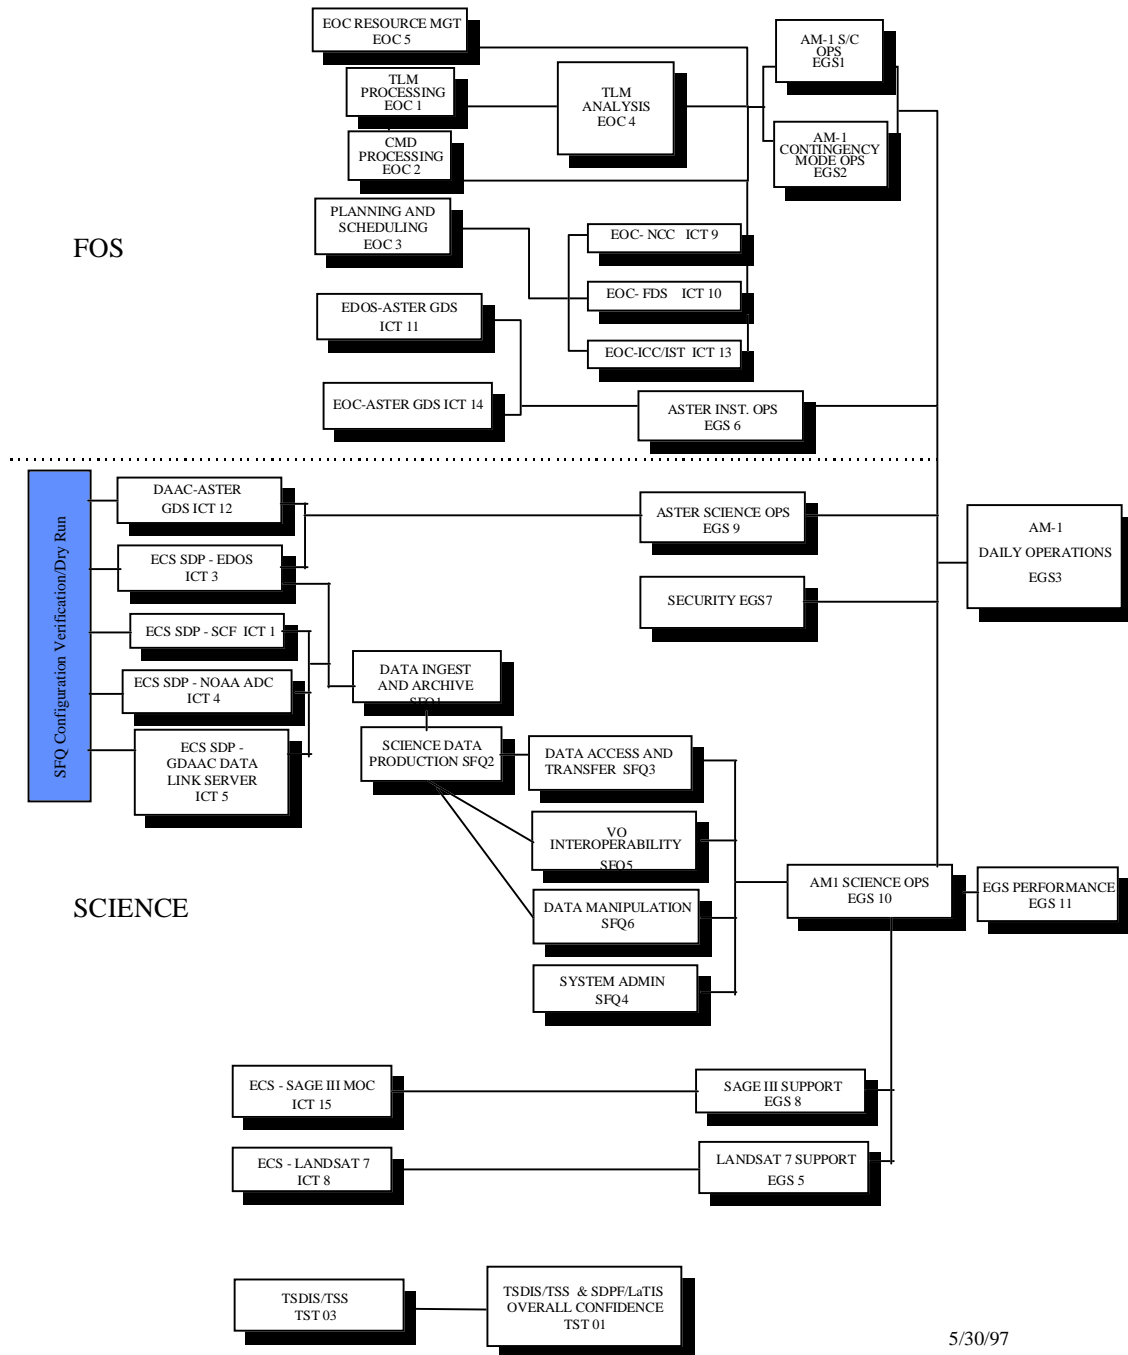 EOC RESOURCE MGT
EOC 5
TLM
PROCESSING
EOC 1
CMD
PROCESSING
EOC 2
TLM
ANALYSIS
EOC 4
AM-1 S/C
OPS
EGS1
AM-1
CONTINGENCY
MODE OPS
EGS2
PLANNING AND
SCHEDULING
EOC 3
FOS
EOC- NCC ICT 9
EOC- FDS ICT 10
EOC-ICC/IST ICT 13
EDOS-ASTER GDS
ICT 11
EOC-ASTER GDS ICT 14
ASTER INST. OPS
EGS 6
SFQ Configuration Verification/Dry Run
DAAC-ASTER
GDS ICT 12
ECS SDP - EDOS
ICT 3
ECS SDP - SCF ICT 1
ECS SDP - NOAA ADC
ICT 4
ECS SDP -
GDAAC DATA
LINK SERVER
ICT 5
ASTER SCIENCE OPS
EGS 9
SECURITY EGS7
AM-1
DAILY OPERATIONS
EGS3
DATA INGEST
AND ARCHIVE
SFQ1
SCIENCE DATA
PRODUCTION SFQ2
DATA ACCESS AND
TRANSFER SFQ3
VO
INTEROPERABILITY
SFQ5
DATA MANIPULATION
SFQ6
SYSTEM ADMIN
SFQ4
AM1 SCIENCE OPS
EGS 10
EGS PERFORMANCE
EGS 11
SCIENCE
ECS - SAGE III MOC
ICT 15
SAGE III SUPPORT
EGS 8
ECS - LANDSAT 7
ICT 8
LANDSAT 7 SUPPORT
EGS 5
TSDIS/TSS
TST 03
TSDIS/TSS & SDPF/LaTIS
OVERALL CONFIDENCE
TST 01
5/30/97